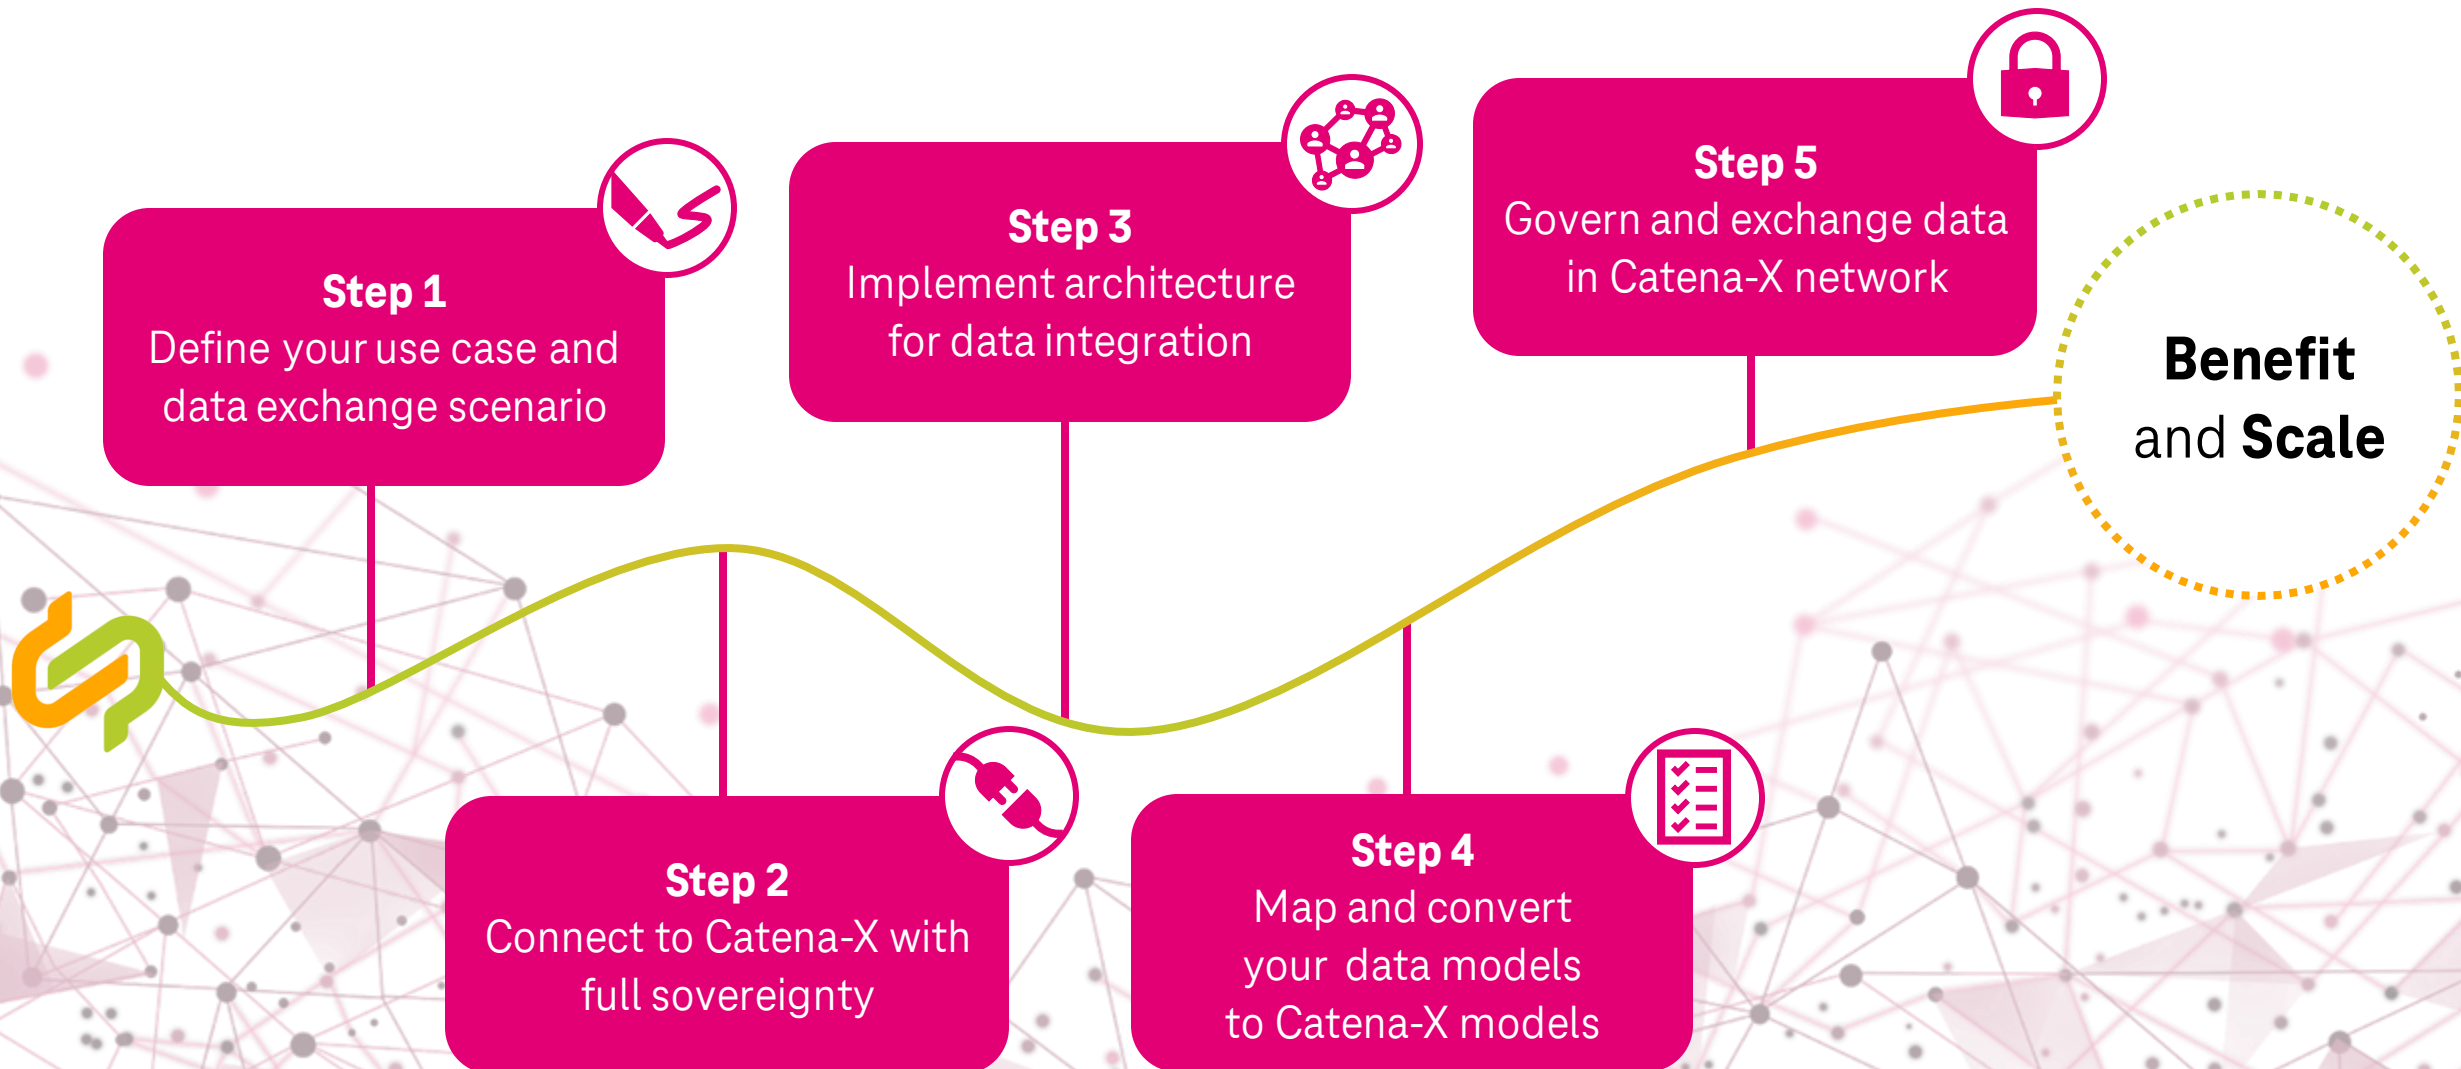 Step 1
Define your use case and
data exchange scenario
Step 2
Connect to Catena-X with
full sovereignty
Step 3
Implement architecture
for data integration
Step 4
Map and convert
your data models
to Catena-X models
Step 5
Govern and exchange data
in Catena-X network
Benefit
and Scale